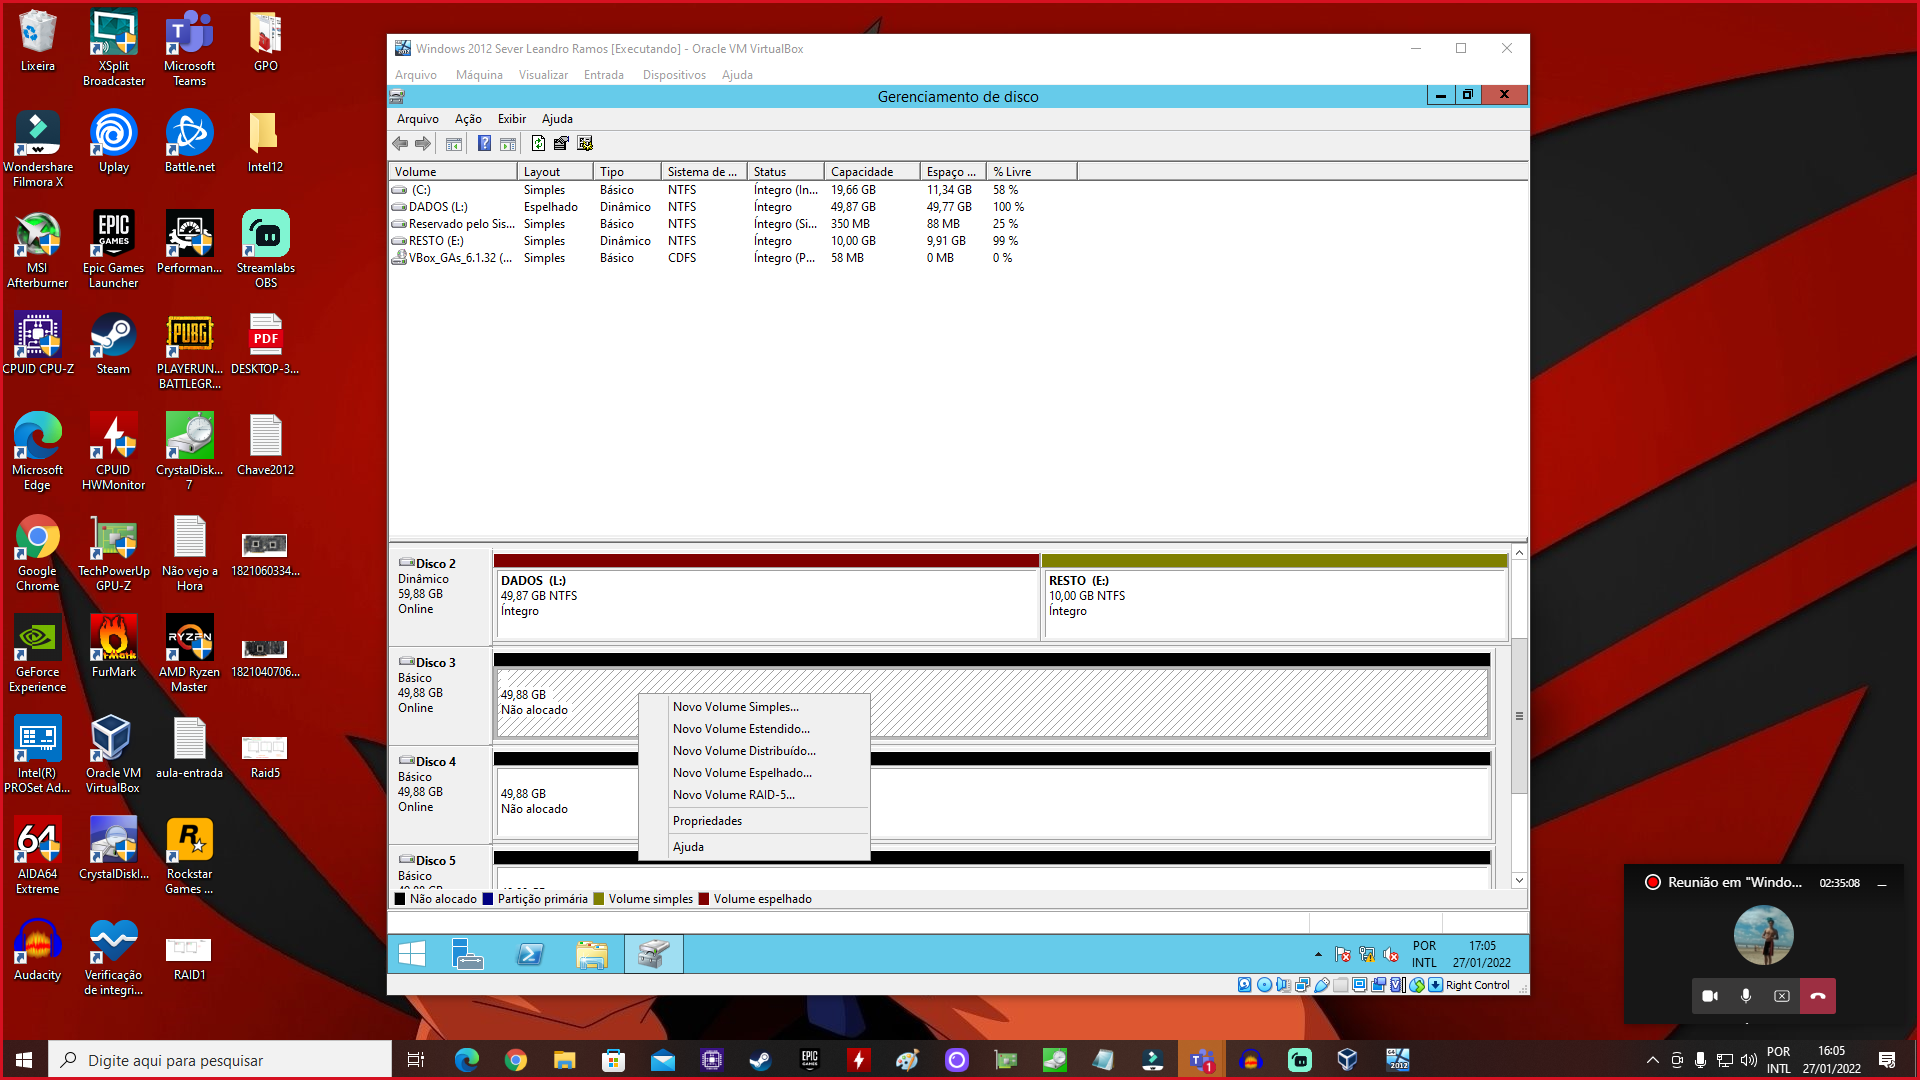 Lixeira
XSplit
Broadcaster
Microsoft
Teams
GPO
Wondershare
Filmora X
Uplay
Battle.net
Intel12
MSI
Afterburner
EPIC
GAMES
Epic Games
Launcher
Performan...
Streamlabs
OBS
CPUID CPU-Z
Steam
PUBG
PLAYERUN...
BATTLEGR...
PDF
DESKTOP-3...
Microsoft
Edge
CPUID
HWMonitor
CrystalDisk...
7
Chave2012
Google
Chrome
TechPowerUp
GPU-Z
Não vejo a
Hora
1821060334...
GeForce
Experience
FurMark
RYZEN
AMD Ryzen
Master
1821040706...
Intel(R)
PROSet Ad...
Oracle VM
VirtualBox
aula-entrada
Raid5
64
AIDA64
Extreme
CrystalDiskI...
Rockstar
Games ...
Audacity
Verificação
de integri...
RAID1
Windows 2012 Sever Leandro Ramos [Executando] - Oracle VM VirtualBox
Arquivo Máquina Visualizar Entrada Dispositivos Ajuda
Gerenciamento de disco
Arquivo Ação Exibir Ajuda
Volume Layout Tipo Sistema de ... Status Capacidade Espaço ... % Livre
(C:) Simples Básico NTFS Íntegro (In... 19,66 GB 11,34 GB 58 %
DADOS (L:) Espelhado Dinâmico NTFS Íntegro 49,87 GB 49,77 GB 100 %
Reservado pelo Sis... Simples Básico NTFS Íntegro (Si... 350 MB 88 MB 25 %
RESTO (E:) Simples Dinâmico NTFS Íntegro 10,00 GB 9,91 GB 99 %
VBox_GAs_6.1.32 (... Simples Básico CDFS Íntegro (P... 58 MB 0 MB 0 %
Disco 2
Dinâmico
59,88 GB
Online
DADOS (L:)
49,87 GB NTFS
Íntegro
RESTO (E:)
10,00 GB NTFS
Íntegro
Disco 3
Básico
49,88 GB
Online
49,88 GB
Não alocado
Novo Volume Simples...
Novo Volume Estendido...
Novo Volume Distribuído...
Novo Volume Espelhado...
Novo Volume RAID-5...
Propriedades
Ajuda
Disco 4
Básico
49,88 GB
Online
49,88 GB
Não alocado
Disco 5
Básico
Não alocado Partição primária Volume simples Volume espelhado
POR
INTL
17:05
27/01/2022
Right Control
Reunião em "Windo... 02:35:08
Digite aqui para pesquisar
POR
INTL
16:05
27/01/2022